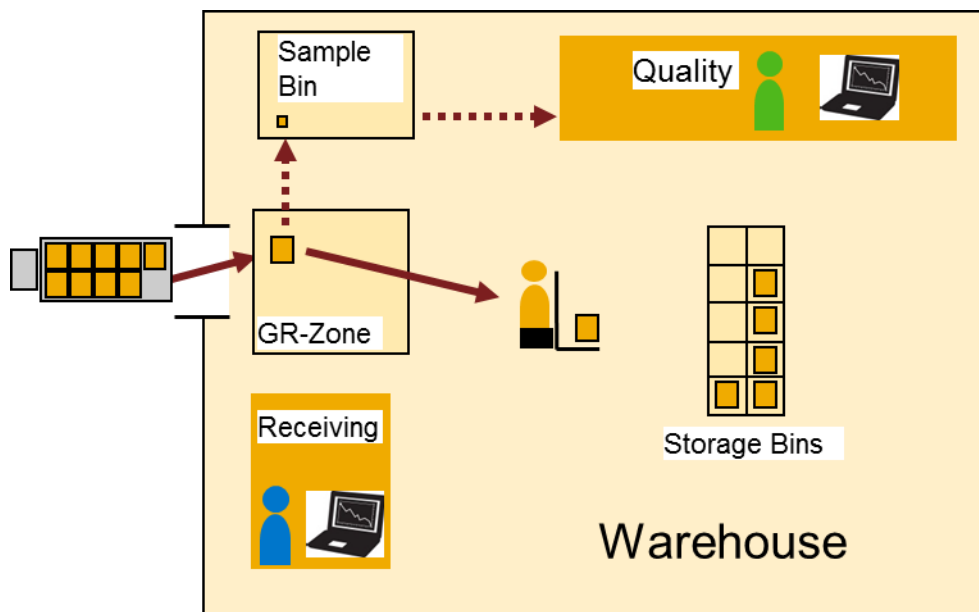 Sample
Bin
Quality
GR-Zone
Receiving
Storage Bins
Warehouse